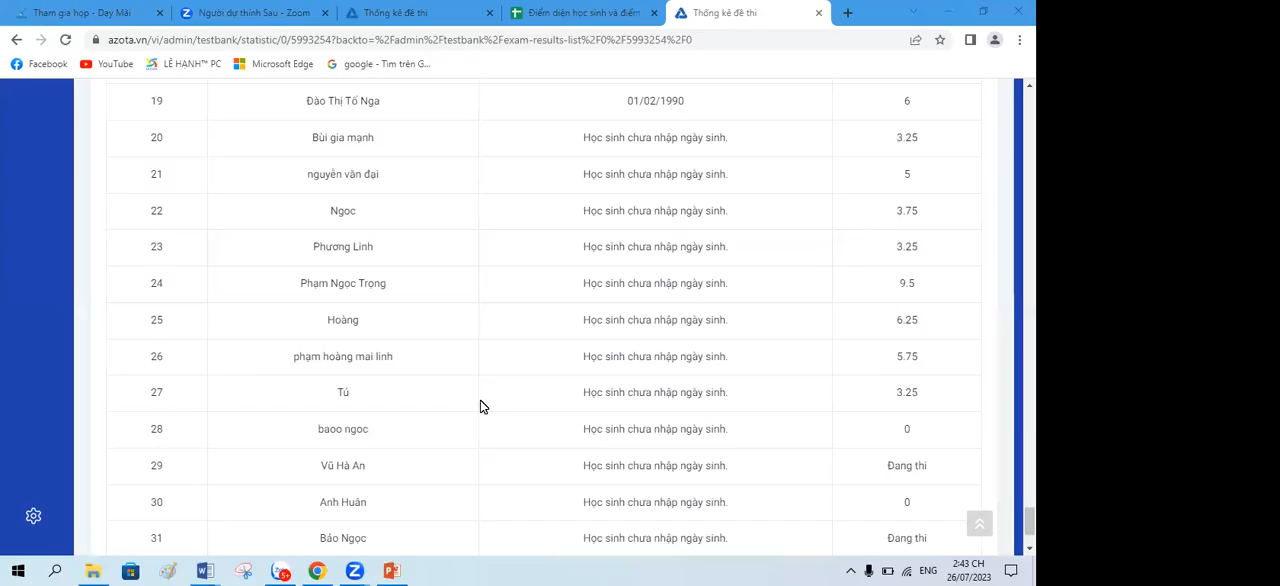 Tham gia họp - Dạy Mãi
Người dự thính Sau - Zoom
Thống kê đề thi
Điểm diện học sinh và điểm
Thống kê đề thi
azota.vn/vi/admin/testbank/statistic/0/5993254?backto=%2Fadmin%2Ftestbank%2Fexam-results-list%2F0%2F5993254%2F0
Facebook YouTube LÊ HẠNH™ PC Microsoft Edge google - Tìm trên G...
19 Đào Thị Tố Nga 01/02/1990 6
20 Bùi gia mạnh Học sinh chưa nhập ngày sinh. 3.25
21 nguyễn văn đại Học sinh chưa nhập ngày sinh. 5
22 Ngoc Học sinh chưa nhập ngày sinh. 3.75
23 Phương Linh Học sinh chưa nhập ngày sinh. 3.25
24 Phạm Ngọc Trọng Học sinh chưa nhập ngày sinh. 9.5
25 Hoàng Học sinh chưa nhập ngày sinh. 6.25
26 phạm hoàng mai linh Học sinh chưa nhập ngày sinh. 5.75
27 Tú Học sinh chưa nhập ngày sinh. 3.25
28 baoo ngoc Học sinh chưa nhập ngày sinh. 0
29 Vũ Hà An Học sinh chưa nhập ngày sinh. Đang thi
30 Anh Huân Học sinh chưa nhập ngày sinh. 0
31 Bảo Ngọc Học sinh chưa nhập ngày sinh. Đang thi
5+
ENG
2:43 CH
26/07/2023